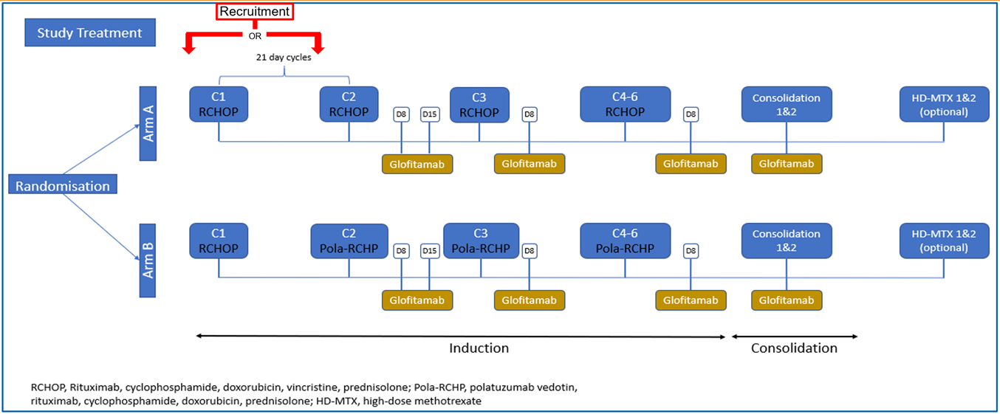 Recruitment
Study Treatment
OR
21 day cycles
Arm A
C1
RCHOP
C2
RCHOP
D8
D15
C3
RCHOP
D8
C4-6
RCHOP
D8
Consolidation
1&2
HD-MTX 1&2
(optional)
Glofitamab
Glofitamab
Glofitamab
Glofitamab
Randomisation
Arm B
C1
RCHOP
C2
Pola-RCHP
D8
D15
C3
Pola-RCHP
D8
C4-6
Pola-RCHP
D8
Consolidation
1&2
HD-MTX 1&2
(optional)
Glofitamab
Glofitamab
Glofitamab
Glofitamab
Induction
Consolidation
RCHOP, Rituximab, cyclophosphamide, doxorubicin, vincristine, prednisolone; Pola-RCHP, polatuzumab vedotin,
rituximab, cyclophosphamide, doxorubicin, prednisolone; HD-MTX, high-dose methotrexate